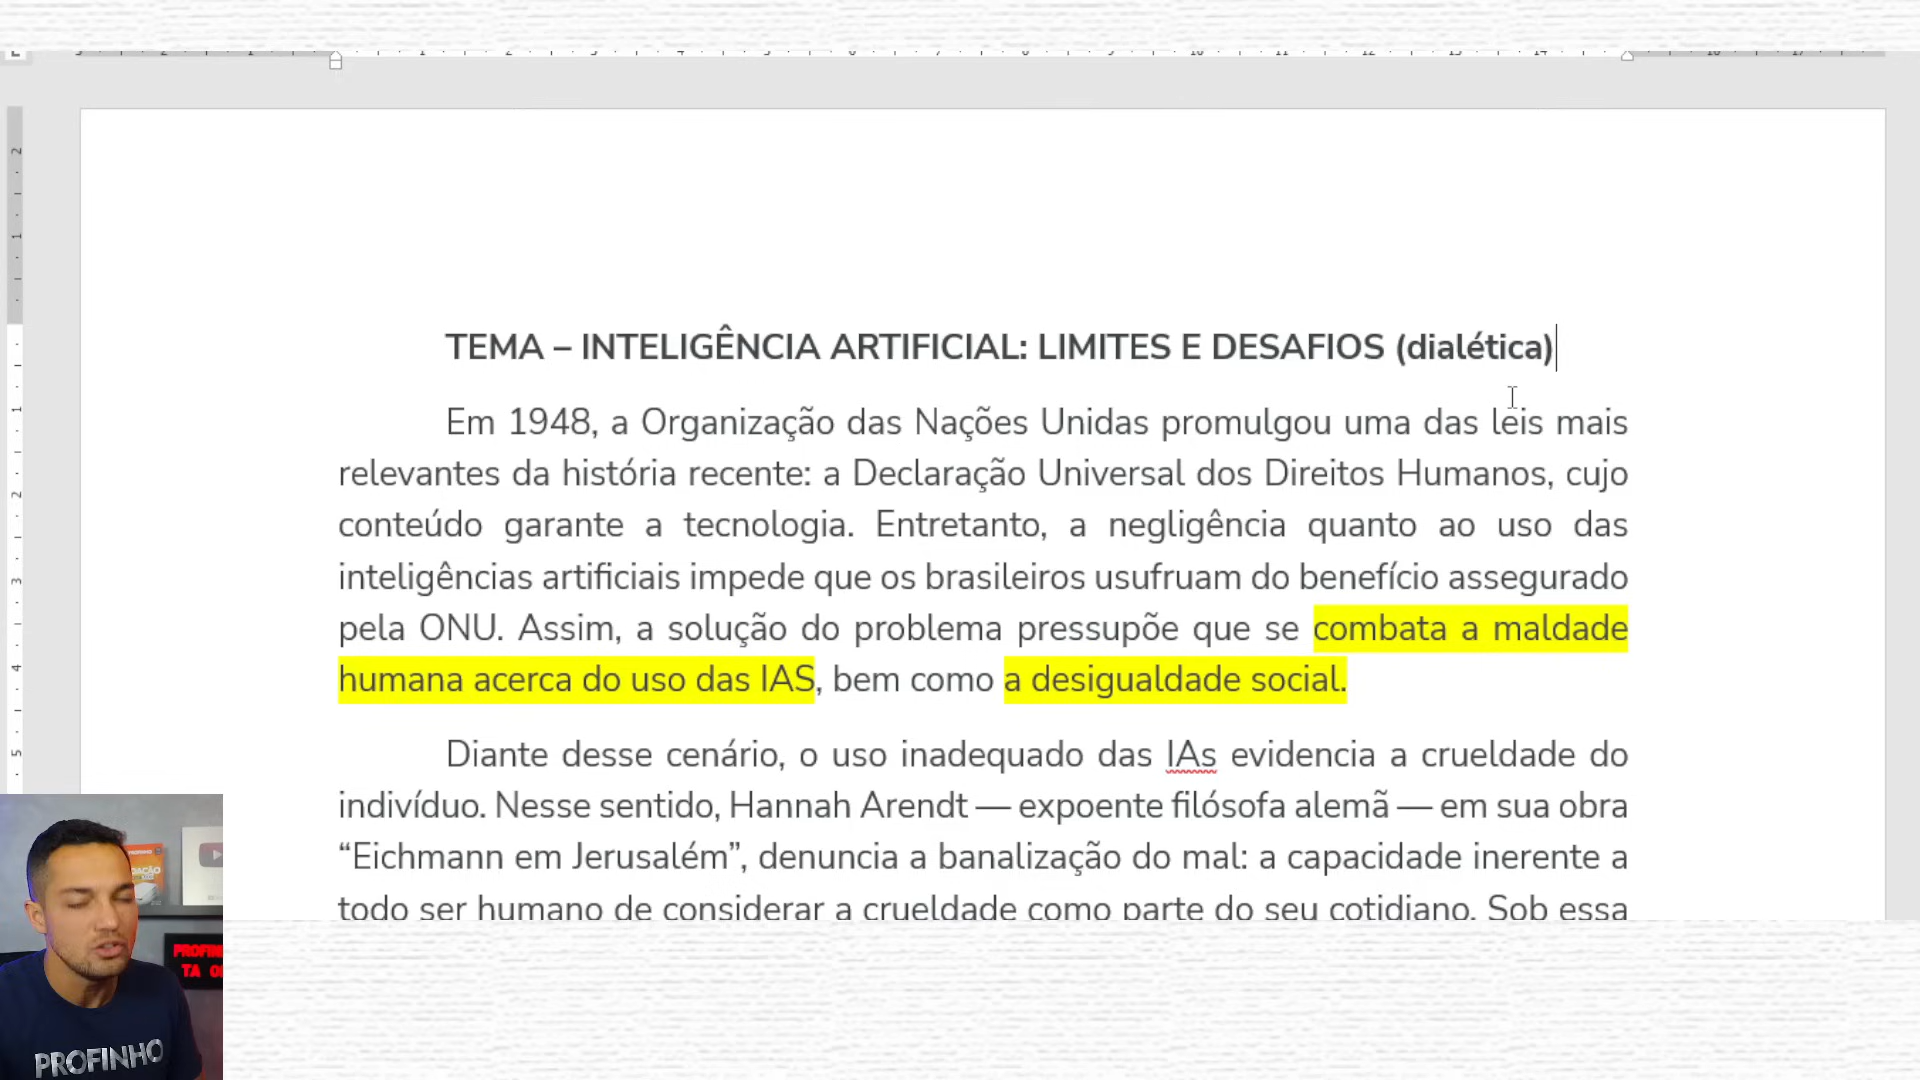 TEMA – INTELIGÊNCIA ARTIFICIAL: LIMITES E DESAFIOS (dialética)
Em 1948, a Organização das Nações Unidas promulgou uma das leis mais
relevantes da história recente: a Declaração Universal dos Direitos Humanos, cujo
conteúdo garante a tecnologia. Entretanto, a negligência quanto ao uso das
inteligências artificiais impede que os brasileiros usufruam do benefício assegurado
pela ONU. Assim, a solução do problema pressupõe que se combata a maldade
humana acerca do uso das IAS, bem como a desigualdade social.
Diante desse cenário, o uso inadequado das IAs evidencia a crueldade do
indivíduo. Nesse sentido, Hannah Arendt — expoente filósofa alemã — em sua obra
“Eichmann em Jerusalém”, denuncia a banalização do mal: a capacidade inerente a
todo ser humano de considerar a crueldade como parte do seu cotidiano. Sob essa
PROFINHO